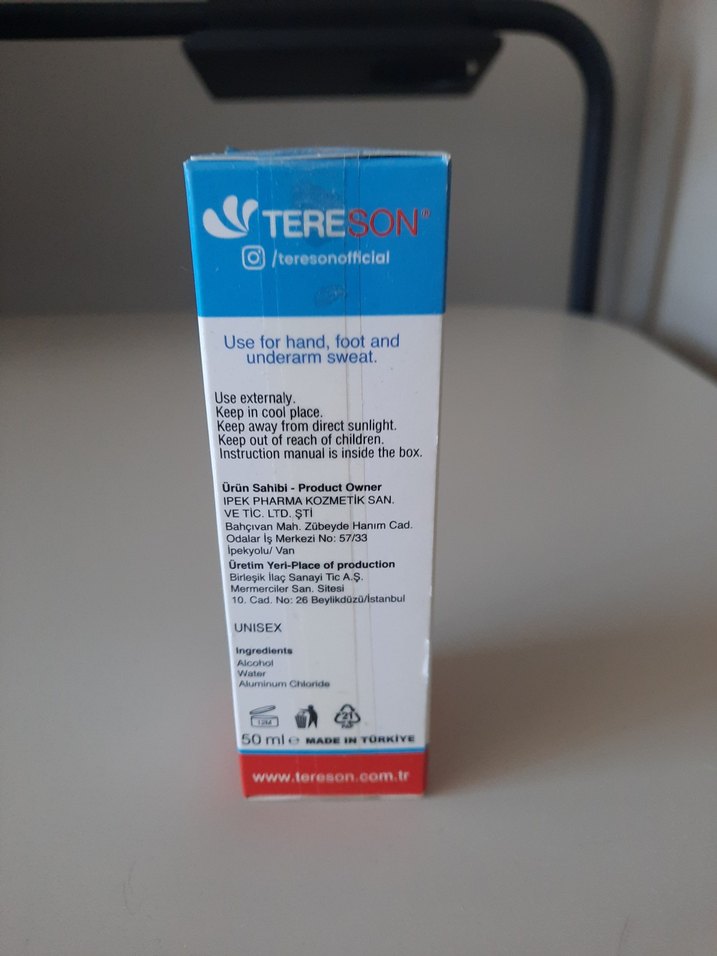 TERESON®
/teresonofficial
Use for hand, foot and
underarm sweat.
Use externaly.
Keep in cool place.
Keep away from direct sunlight.
Keep out of reach of children.
Instruction manual is inside the box.
Ürün Sahibi - Product Owner
IPEK PHARMA KOZMETİK SAN.
VE TİC. LTD. ŞTİ
Bahçıvan Mah. Zübeyde Hanım Cad.
Odalar İş Merkezi No: 57/33
İpekyolu/ Van
Üretim Yeri-Place of production
Birleşik İlaç Sanayi Tic A.Ş.
Mermerciler San. Sitesi
10. Cad. No: 26 Beylikdüzü/İstanbul
UNISEX
Ingredients
Alcohol
Water
Aluminum Chloride
12M
21
PAP
50 ml e MADE IN TÜRKİYE
www.tereson.com.tr